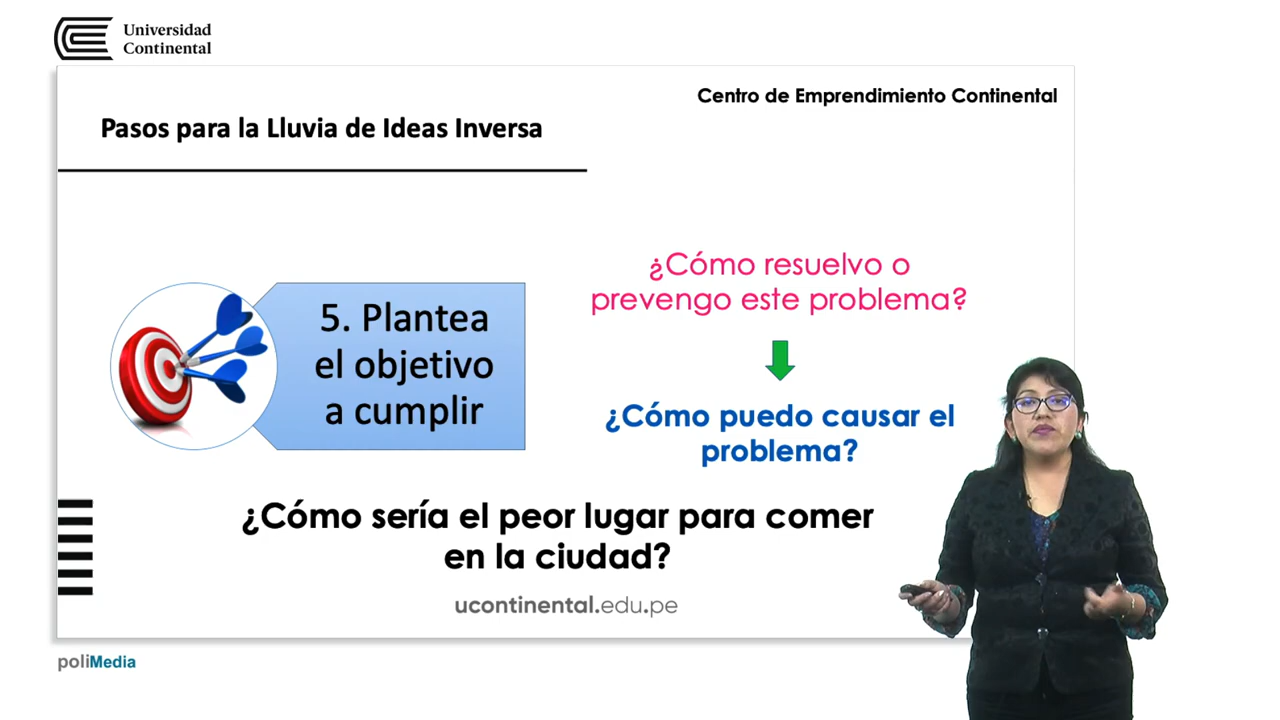 Universidad
Continental
Centro de Emprendimiento Continental
Pasos para la Lluvia de Ideas Inversa
¿Cómo resuelvo o
prevengo este problema?
5. Plantea
el objetivo
a cumplir
¿Cómo puedo causar el
problema?
¿Cómo sería el peor lugar para comer
en la ciudad?
ucontinental.edu.pe
poliMedia